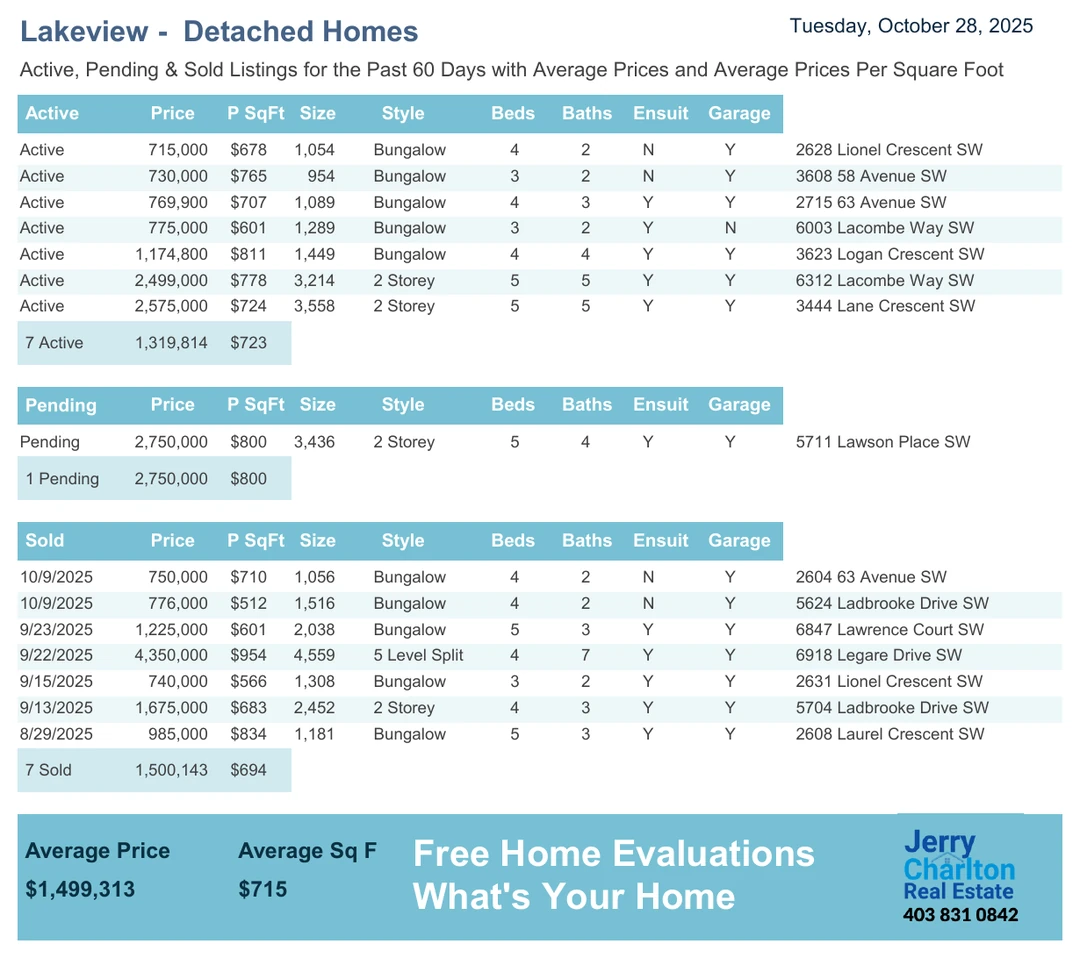 Lakeview - Detached Homes
Tuesday, October 28, 2025
Active, Pending & Sold Listings for the Past 60 Days with Average Prices and Average Prices Per Square Foot
Active Price P SqFt Size Style Beds Baths Ensuit Garage
Active 715,000 $678 1,054 Bungalow 4 2 N Y 2628 Lionel Crescent SW
Active 730,000 $765 954 Bungalow 3 2 N Y 3608 58 Avenue SW
Active 769,900 $707 1,089 Bungalow 4 3 Y Y 2715 63 Avenue SW
Active 775,000 $601 1,289 Bungalow 3 2 Y N 6003 Lacombe Way SW
Active 1,174,800 $811 1,449 Bungalow 4 4 Y Y 3623 Logan Crescent SW
Active 2,499,000 $778 3,214 2 Storey 5 5 Y Y 6312 Lacombe Way SW
Active 2,575,000 $724 3,558 2 Storey 5 5 Y Y 3444 Lane Crescent SW
7 Active 1,319,814 $723
Pending Price P SqFt Size Style Beds Baths Ensuit Garage
Pending 2,750,000 $800 3,436 2 Storey 5 4 Y Y 5711 Lawson Place SW
1 Pending 2,750,000 $800
Sold Price P SqFt Size Style Beds Baths Ensuit Garage
10/9/2025 750,000 $710 1,056 Bungalow 4 2 N Y 2604 63 Avenue SW
10/9/2025 776,000 $512 1,516 Bungalow 4 2 N Y 5624 Ladbrooke Drive SW
9/23/2025 1,225,000 $601 2,038 Bungalow 5 3 Y Y 6847 Lawrence Court SW
9/22/2025 4,350,000 $954 4,559 5 Level Split 4 7 Y Y 6918 Legare Drive SW
9/15/2025 740,000 $566 1,308 Bungalow 3 2 Y Y 2631 Lionel Crescent SW
9/13/2025 1,675,000 $683 2,452 2 Storey 4 3 Y Y 5704 Ladbrooke Drive SW
8/29/2025 985,000 $834 1,181 Bungalow 5 3 Y Y 2608 Laurel Crescent SW
7 Sold 1,500,143 $694
Average Price Average Sq F
$1,499,313 $715
Free Home Evaluations
What's Your Home
Jerry
Charlton
Real Estate
403 831 0842